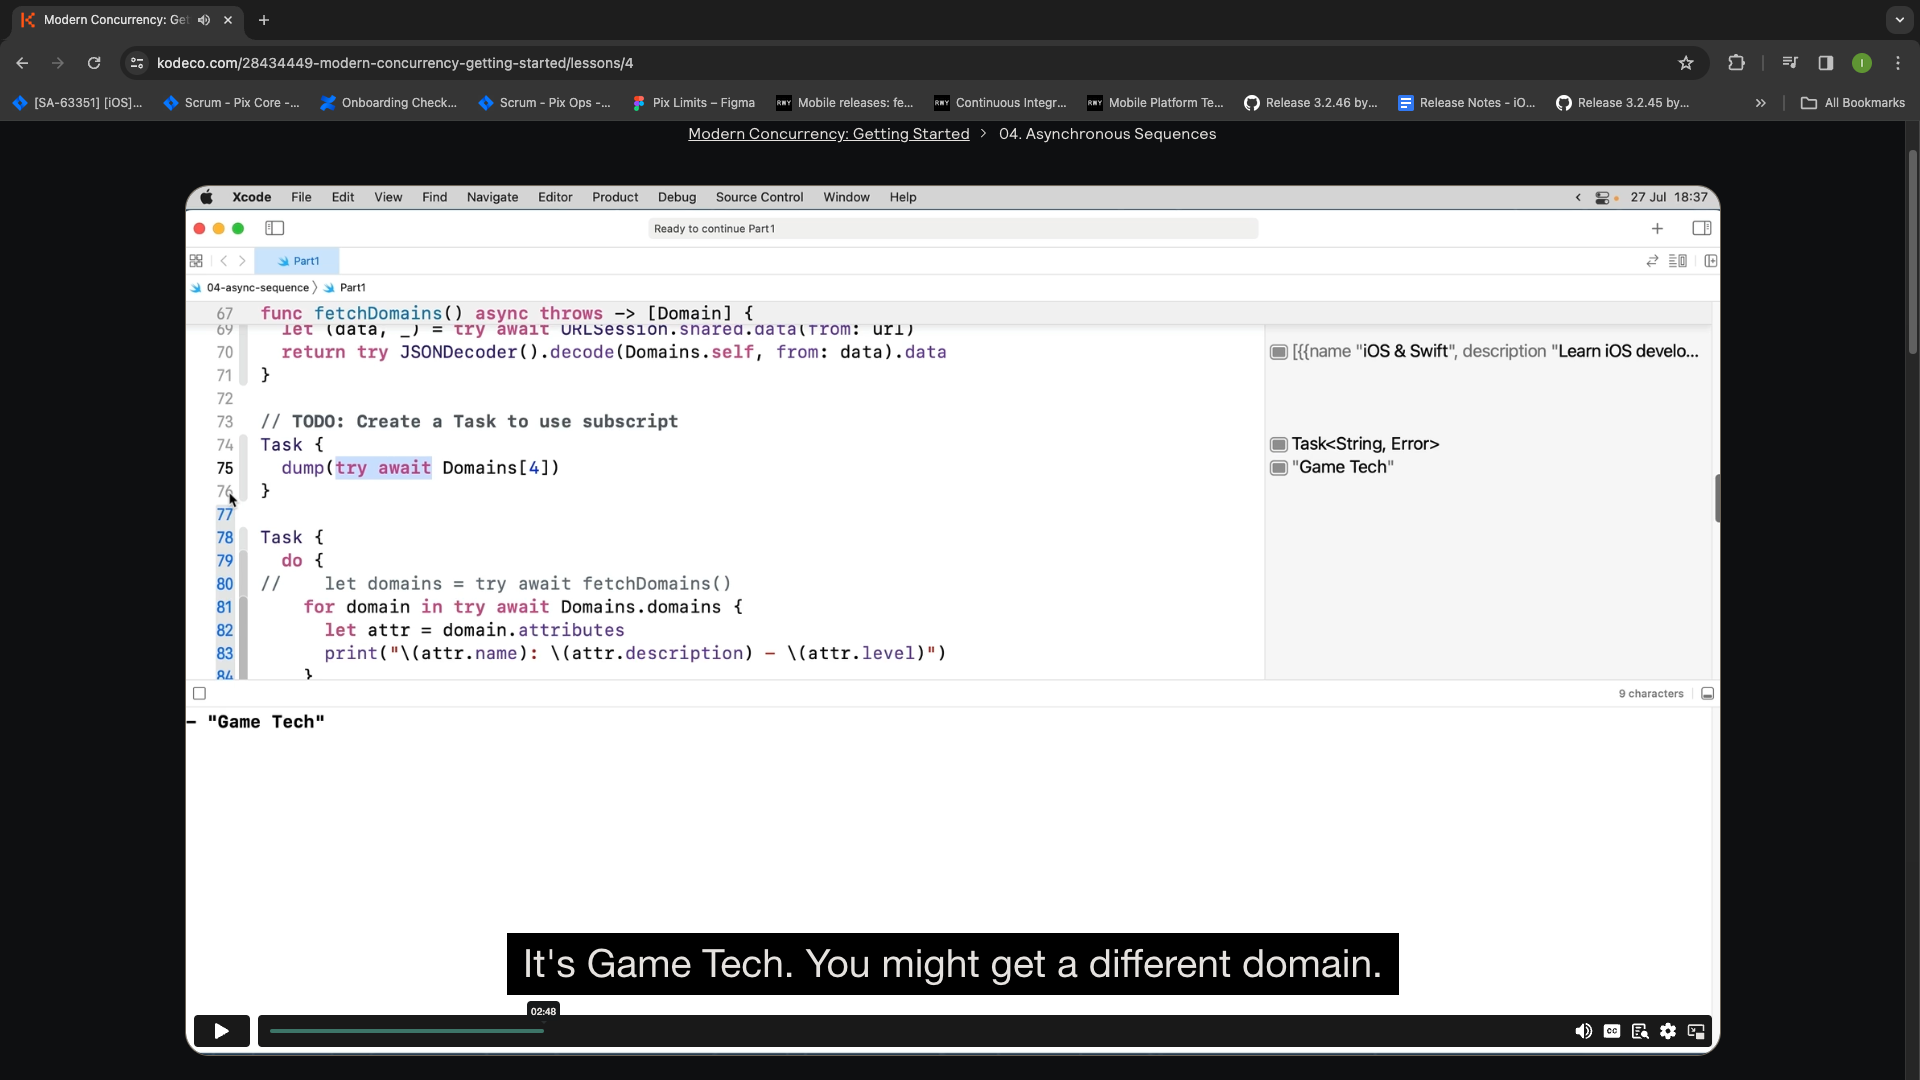 Modern Concurrency: Get
kodeco.com/28434449-modern-concurrency-getting-started/lessons/4
I
[SA-63351] [iOS]...
Scrum - Pix Core -...
Onboarding Check...
Scrum - Pix Ops -...
Pix Limits – Figma
Mobile releases: fe...
Continuous Integr...
Mobile Platform Te...
Release 3.2.46 by...
Release Notes - iO...
Release 3.2.45 by...
All Bookmarks
Modern Concurrency: Getting Started > 04. Asynchronous Sequences
Xcode File Edit View Find Navigate Editor Product Debug Source Control Window Help 27 Jul 18:37
Ready to continue Part1
Part1
04-async-sequence > Part1
67 func fetchDomains() async throws -> [Domain] {
69 let (data, _) = try await URLSession.shared.data(from: url)
70 return try JSONDecoder().decode(Domains.self, from: data).data
[{{name "iOS & Swift", description "Learn iOS develo...
71 }
72
73 // TODO: Create a Task to use subscript
74 Task {
Task<String, Error>
75 dump(try await Domains[4])
"Game Tech"
76 }
77
78 Task {
79 do {
80 // let domains = try await fetchDomains()
81 for domain in try await Domains.domains {
82 let attr = domain.attributes
83 print("\(attr.name): \(attr.description) - \(attr.level)")
84 }
9 characters
- "Game Tech"
It's Game Tech. You might get a different domain.
02:48
CC